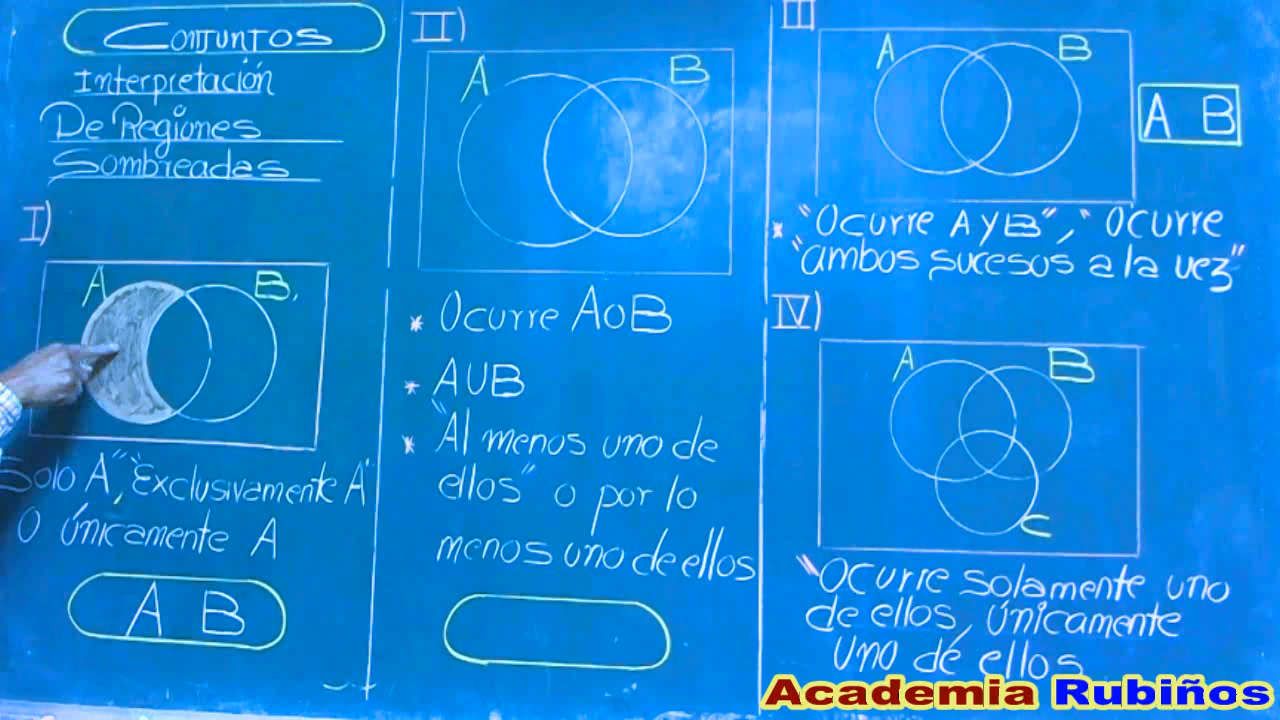 Conjuntos
Interpretación
De Regiones
Sombreadas
I)
A B.
Solo A", "Exclusivamente A"
O únicamente A
A B
II)
A B
* Ocurre A o B
* A U B
* "Al menos uno de
ellos" o por lo
menos uno de ellos
III)
A B
A B
* "Ocurre A y B", "Ocurre
"ambos sucesos a la vez"
IV)
A B
C
"Ocurre solamente uno
de ellos, únicamente
uno de ellos
Academia Rubiños